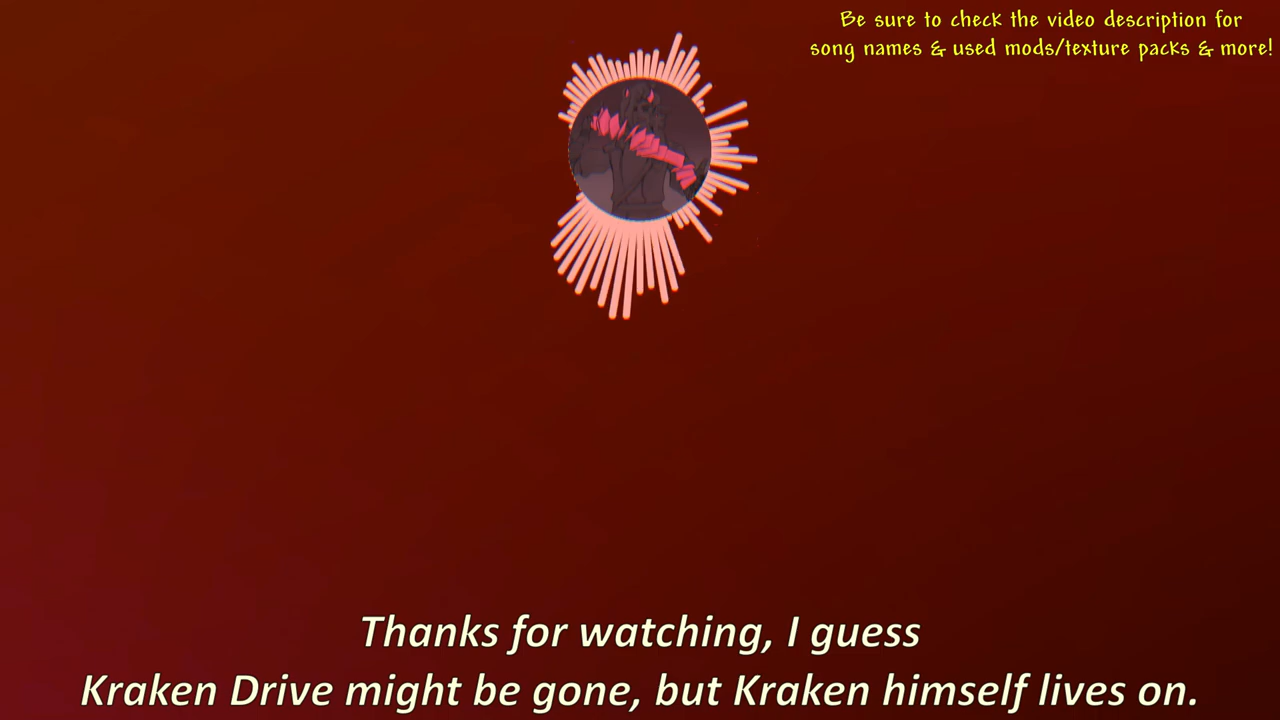 Be sure to check the video description for
song names & used mods/texture packs & more!
Thanks for watching, I guess
Kraken Drive might be gone, but Kraken himself lives on.